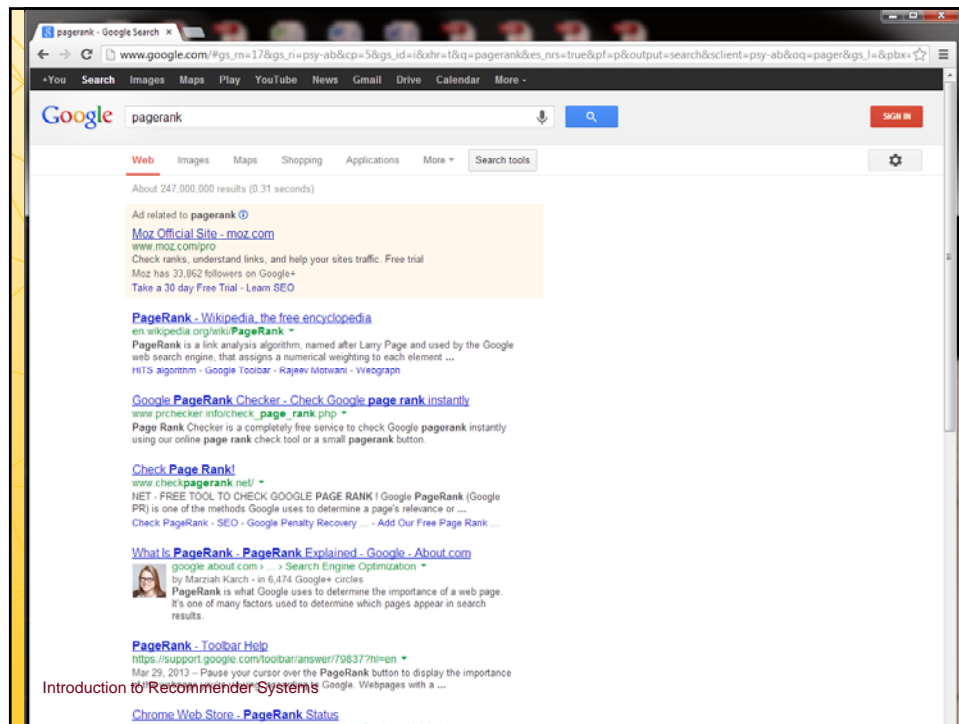 pagerank - Google Search ×
www.google.com/#gs_rn=17&gs_ri=psy-ab&cp=5&gs_id=i&xhr=t&q=pagerank&es_nrs=true&pf=p&output=search&sclient=psy-ab&oq=pager&gs_l=&pbx=
+You Search Images Maps Play YouTube News Gmail Drive Calendar More
Google pagerank SIGN IN
Web Images Maps Shopping Applications More Search tools
About 247,000,000 results (0.31 seconds)
Ad related to pagerank
Moz Official Site - moz.com
www.moz.com/pro
Check ranks, understand links, and help your sites traffic. Free trial
Moz has 33,862 followers on Google+
Take a 30 day Free Trial - Learn SEO
PageRank - Wikipedia, the free encyclopedia
en.wikipedia.org/wiki/PageRank
PageRank is a link analysis algorithm, named after Larry Page and used by the Google
web search engine, that assigns a numerical weighting to each element ...
HITS algorithm - Google Toolbar - Rajeev Motwani - Webgraph
Google PageRank Checker - Check Google page rank instantly
www.prchecker.info/check_page_rank.php
Page Rank Checker is a completely free service to check Google pagerank instantly
using our online page rank check tool or a small pagerank button.
Check Page Rank!
www.checkpagerank.net/
NET - FREE TOOL TO CHECK GOOGLE PAGE RANK ! Google PageRank (Google
PR) is one of the methods Google uses to determine a page's relevance or ...
Check PageRank - SEO - Google Penalty Recovery ... - Add Our Free Page Rank ...
What Is PageRank - PageRank Explained - Google - About.com
google.about.com › ... › Search Engine Optimization
by Marziah Karch - in 6,474 Google+ circles
PageRank is what Google uses to determine the importance of a web page.
It's one of many factors used to determine which pages appear in search
results.
PageRank - Toolbar Help
https://support.google.com/toolbar/answer/79837?hl=en
Mar 29, 2013 – Pause your cursor over the PageRank button to display the importance
of the webpage you're viewing, according to Google. Webpages with a ...
Introduction to Recommender Systems
Chrome Web Store - PageRank Status